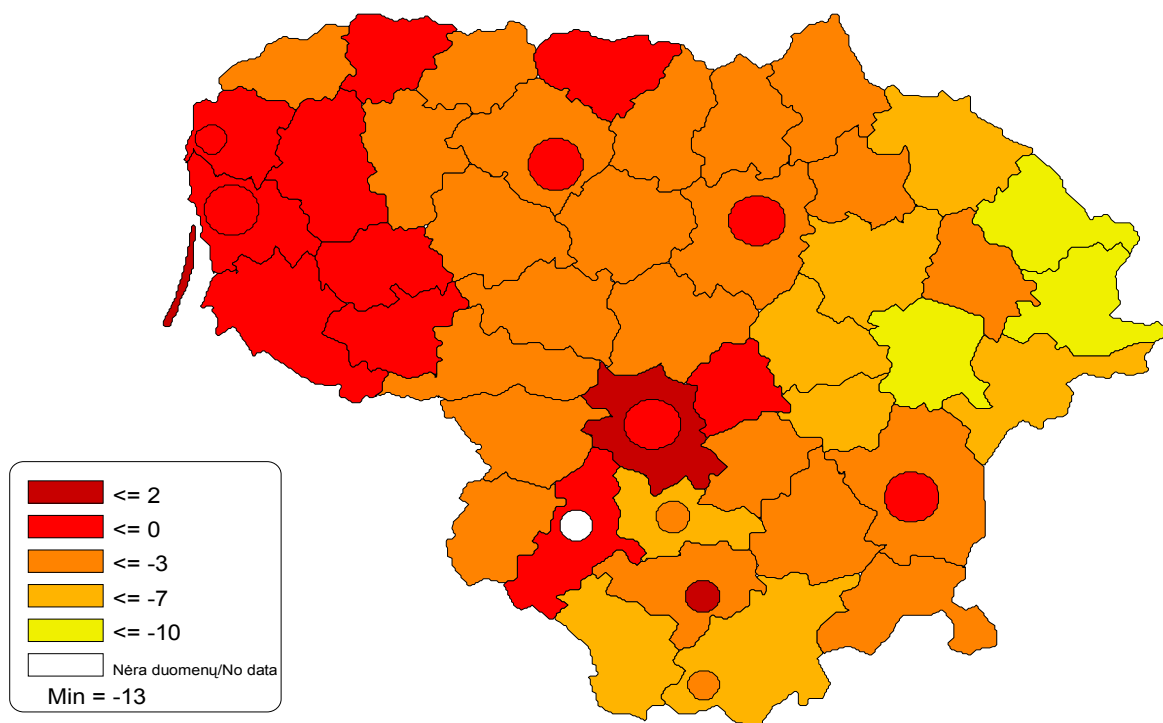 <= 2
<= 0
<= -3
<= -7
<= -10
Nėra duomenų/No data
Min = -13